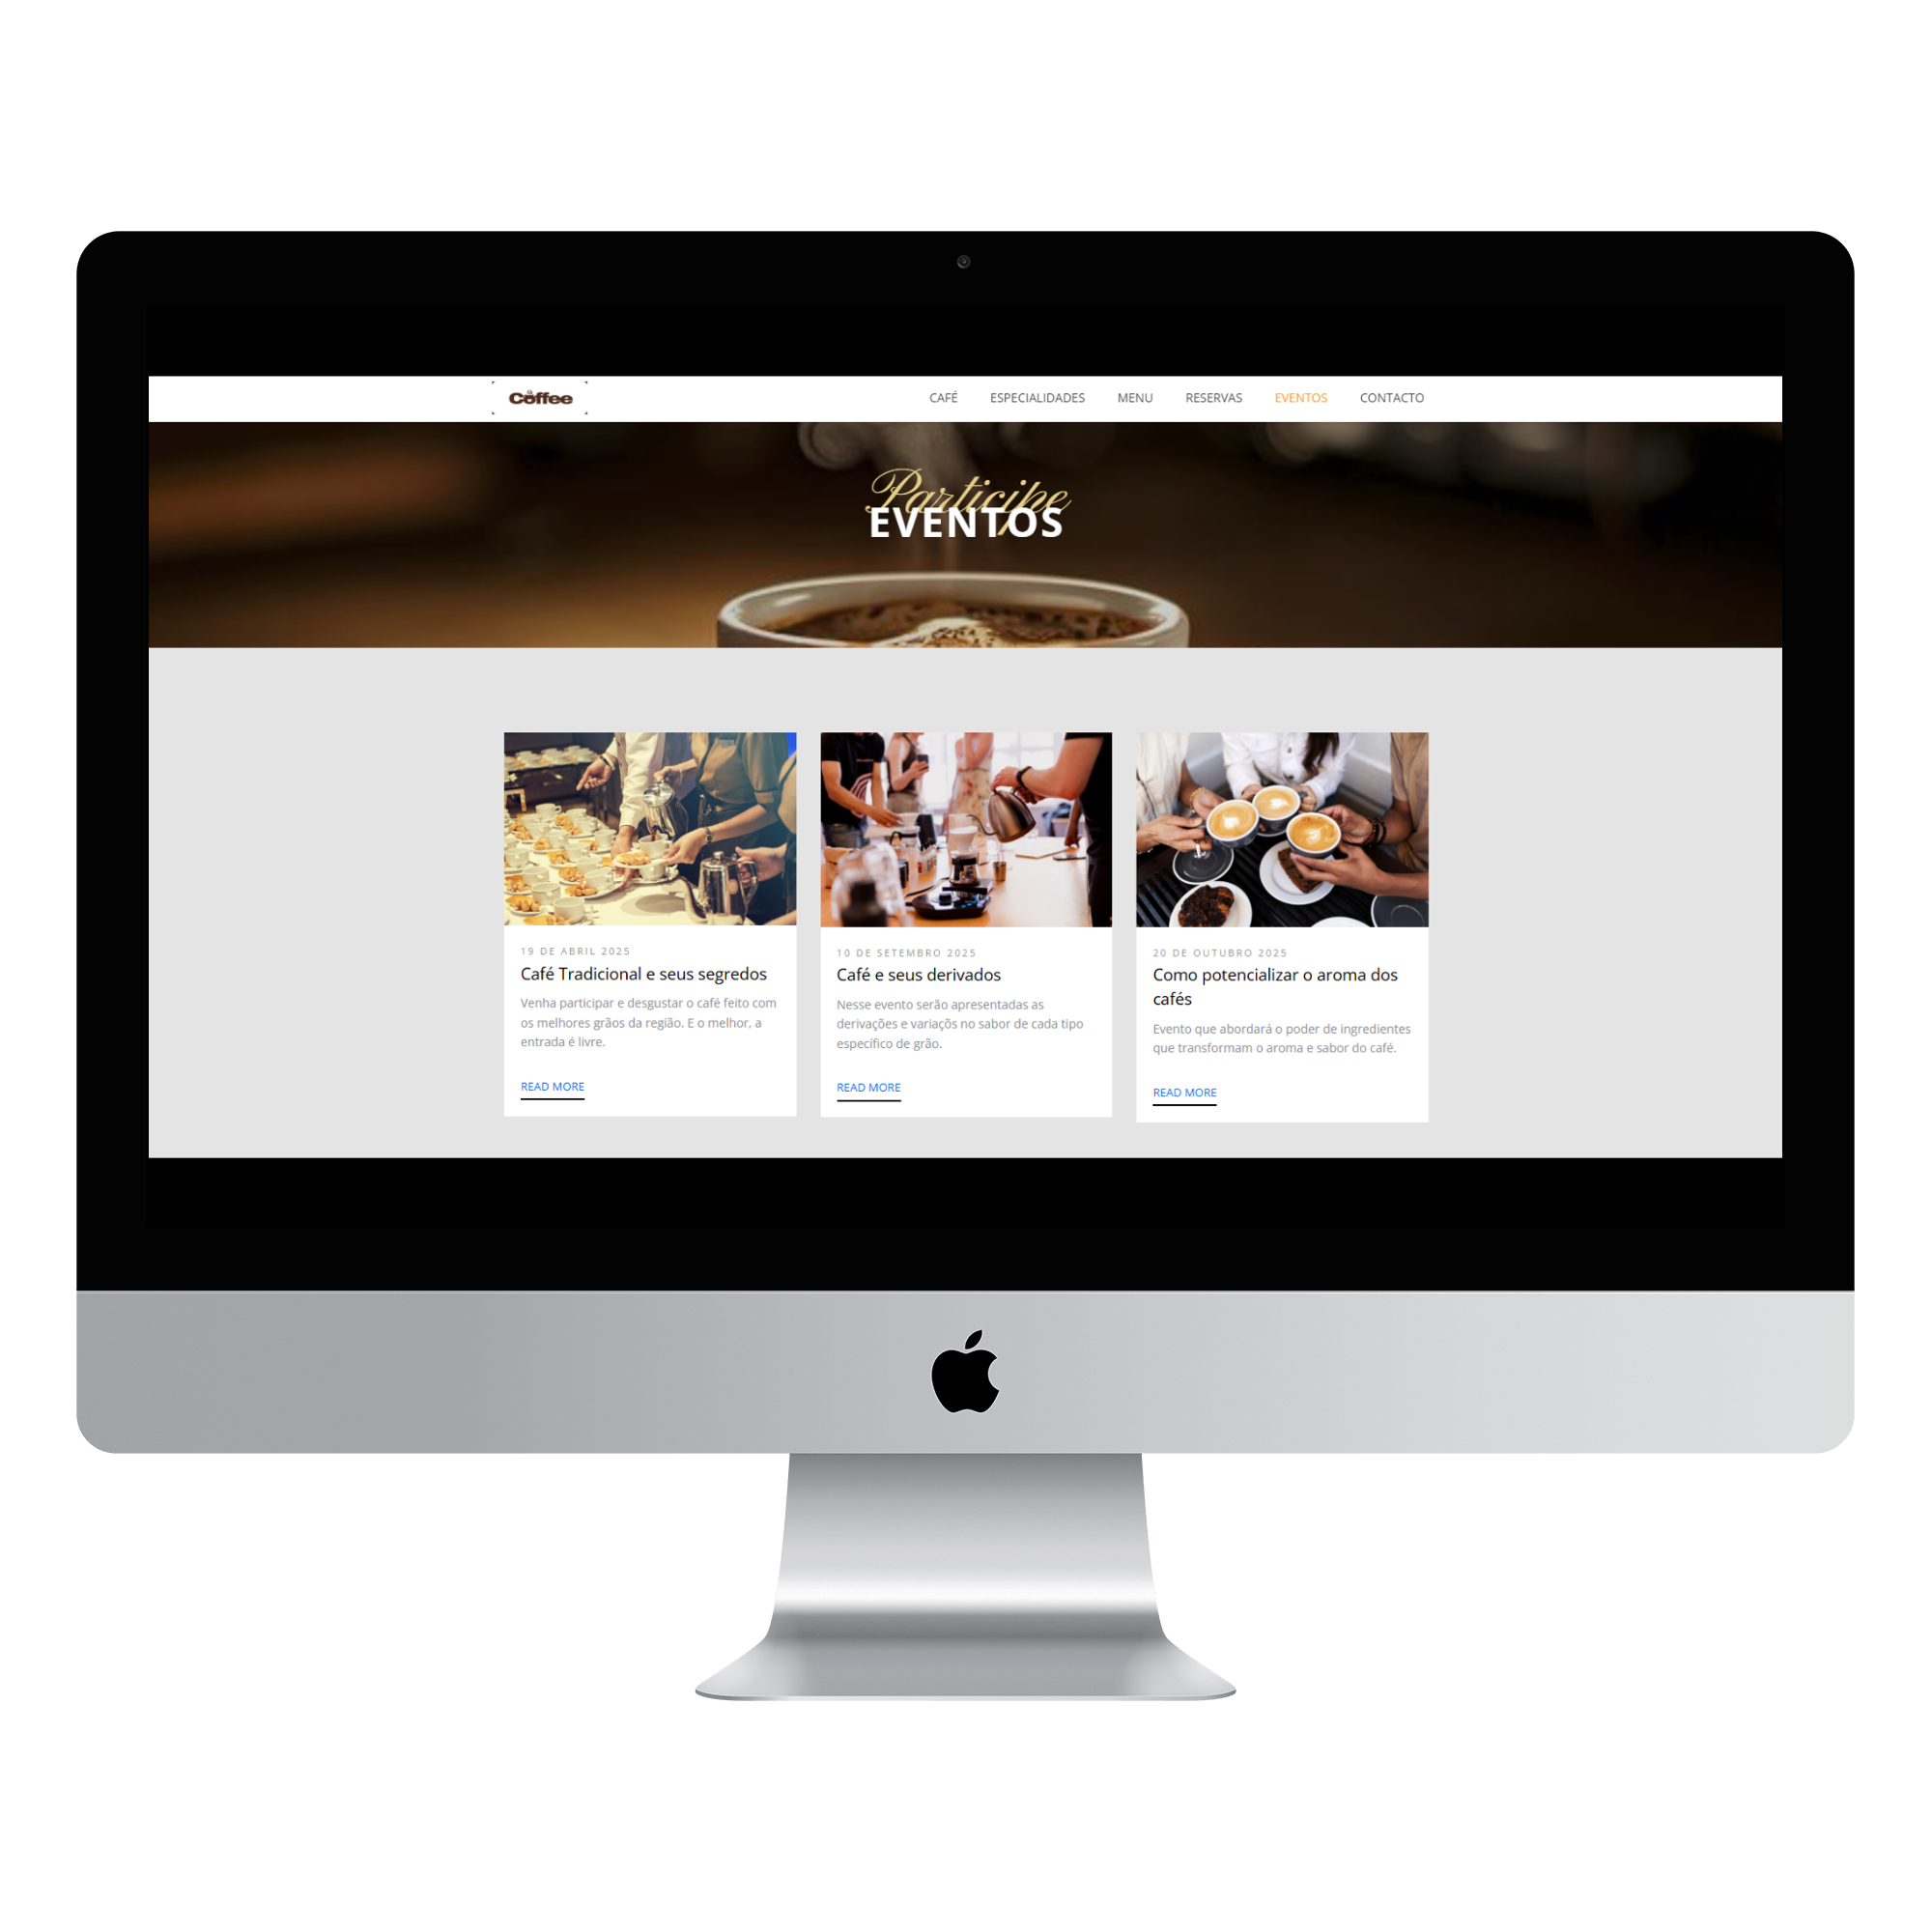 Coffee
CAFÉ ESPECIALIDADES MENU RESERVAS EVENTOS CONTACTO
Participe
EVENTOS
19 DE ABRIL 2025
Café Tradicional e seus segredos
Venha participar e desgustar o café feito com
os melhores grãos da região. E o melhor, a
entrada é livre.
READ MORE
10 DE SETEMBRO 2025
Café e seus derivados
Nesse evento serão apresentadas as
derivações e variaçõs no sabor de cada tipo
específico de grão.
READ MORE
20 DE OUTUBRO 2025
Como potencializar o aroma dos
cafés
Evento que abordará o poder de ingredientes
que transformam o aroma e sabor do café.
READ MORE